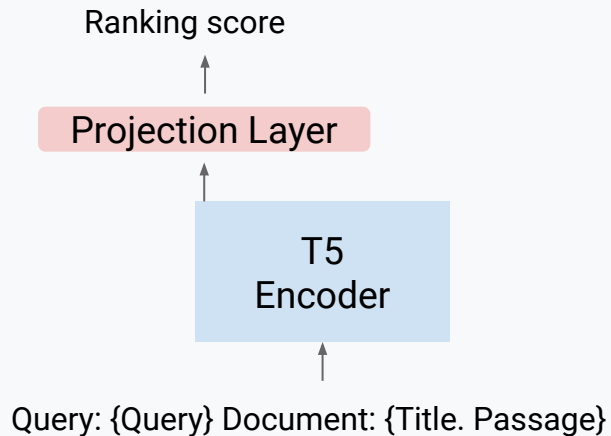 Ranking score
Projection Layer
T5
Encoder
Query: {Query} Document: {Title. Passage}